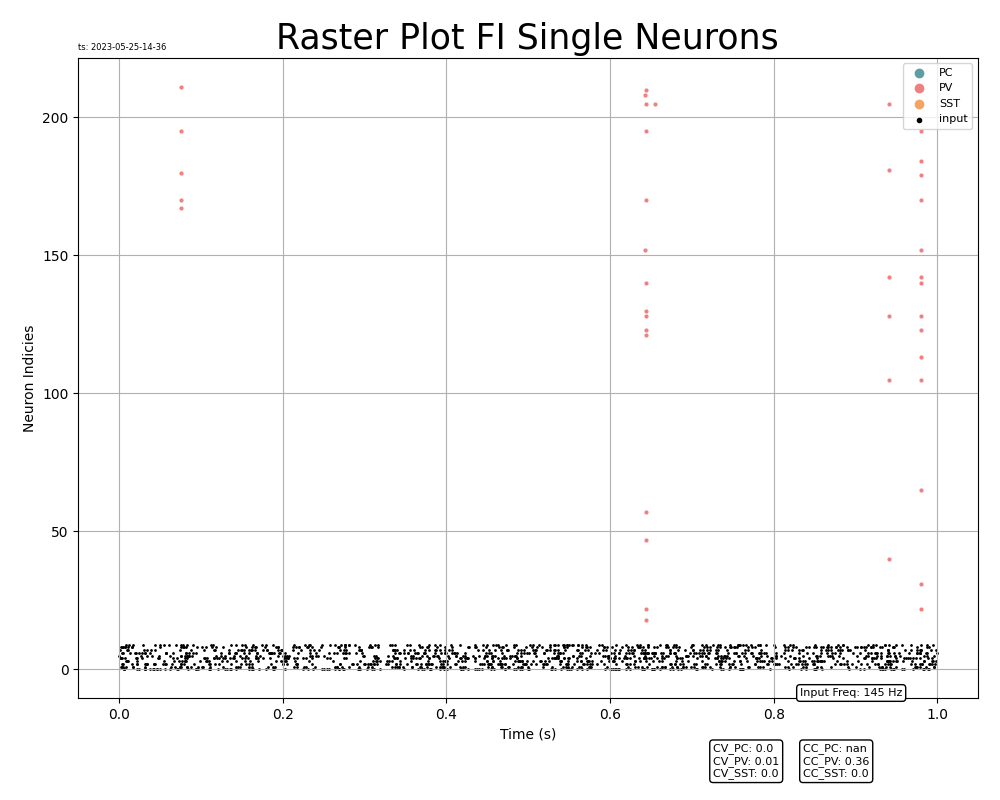 Raster Plot FI Single Neurons
ts: 2023-05-25-14-36
PC
PV
SST
input
200
150
100
50
0
Neuron Indicies
0.0 0.2 0.4 0.6 0.8 1.0
Time (s)
Input Freq: 145 Hz
CV_PC: 0.0
CV_PV: 0.01
CV_SST: 0.0
CC_PC: nan
CC_PV: 0.36
CC_SST: 0.0